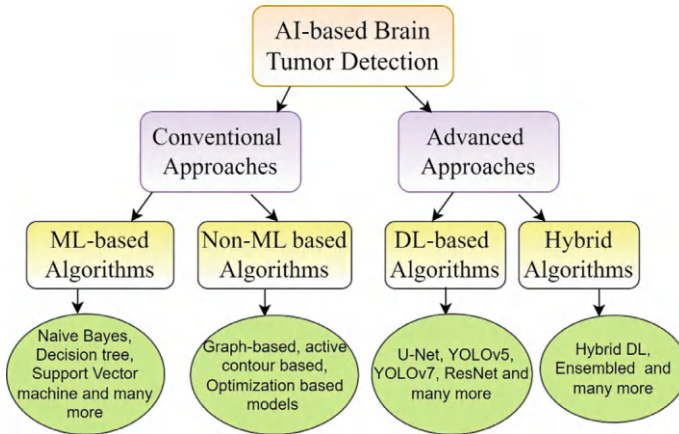 AI-based Brain
Tumor Detection
Conventional
Approaches
Advanced
Approaches
ML-based
Algorithms
Non-ML based
Algorithms
DL-based
Algorithms
Hybrid
Algorithms
Naive Bayes,
Decision tree,
Support Vector
machine and many
more
Graph-based, active
contour based,
Optimization based
models
U-Net, YOLOv5,
YOLOv7, ResNet and
many more
Hybrid DL,
Ensembled and
many more